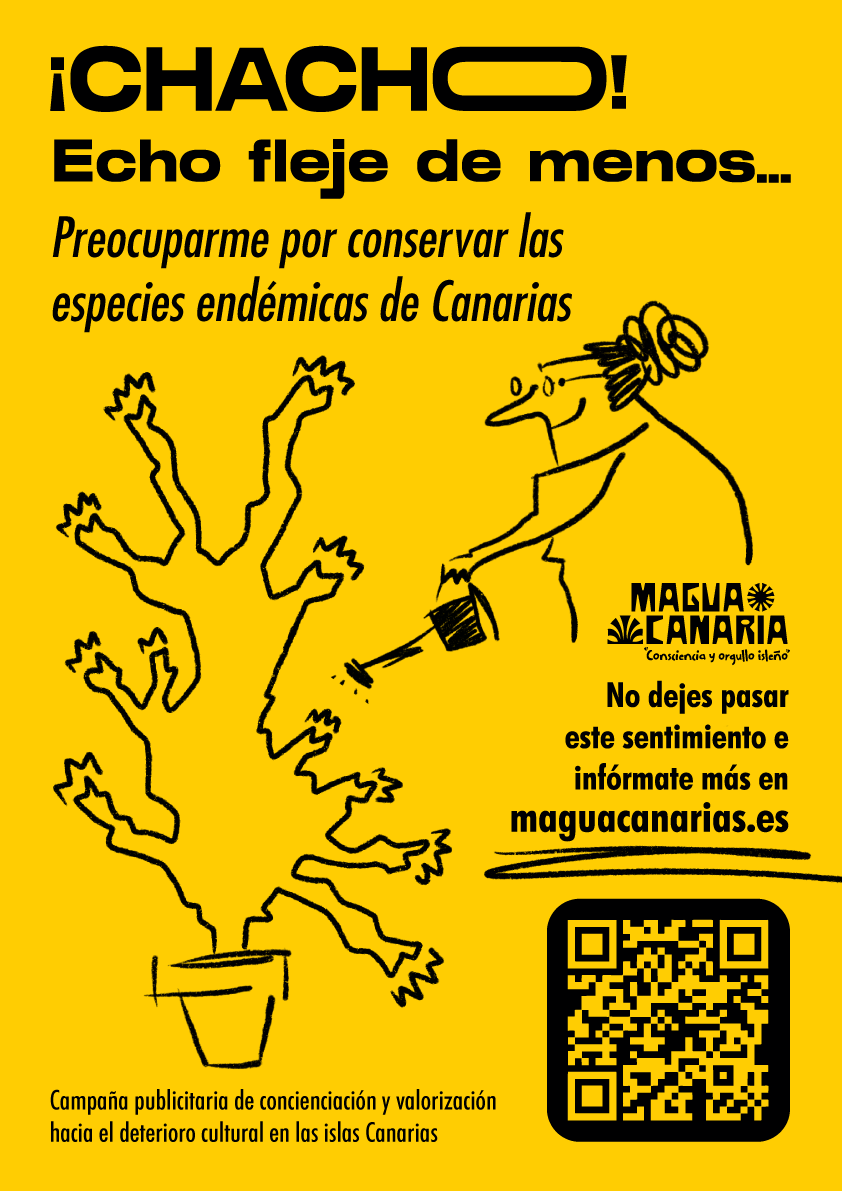 ¡CHACHO!
Echo fleje de menos...
Preocuparme por conservar las
especies endémicas de Canarias
MAGUA
CANARIA
"Consciencia y orgullo isleño"
No dejes pasar
este sentimiento e
infórmate más en
maguacanarias.es
Campaña publicitaria de concienciación y valorización
hacia el deterioro cultural en las islas Canarias